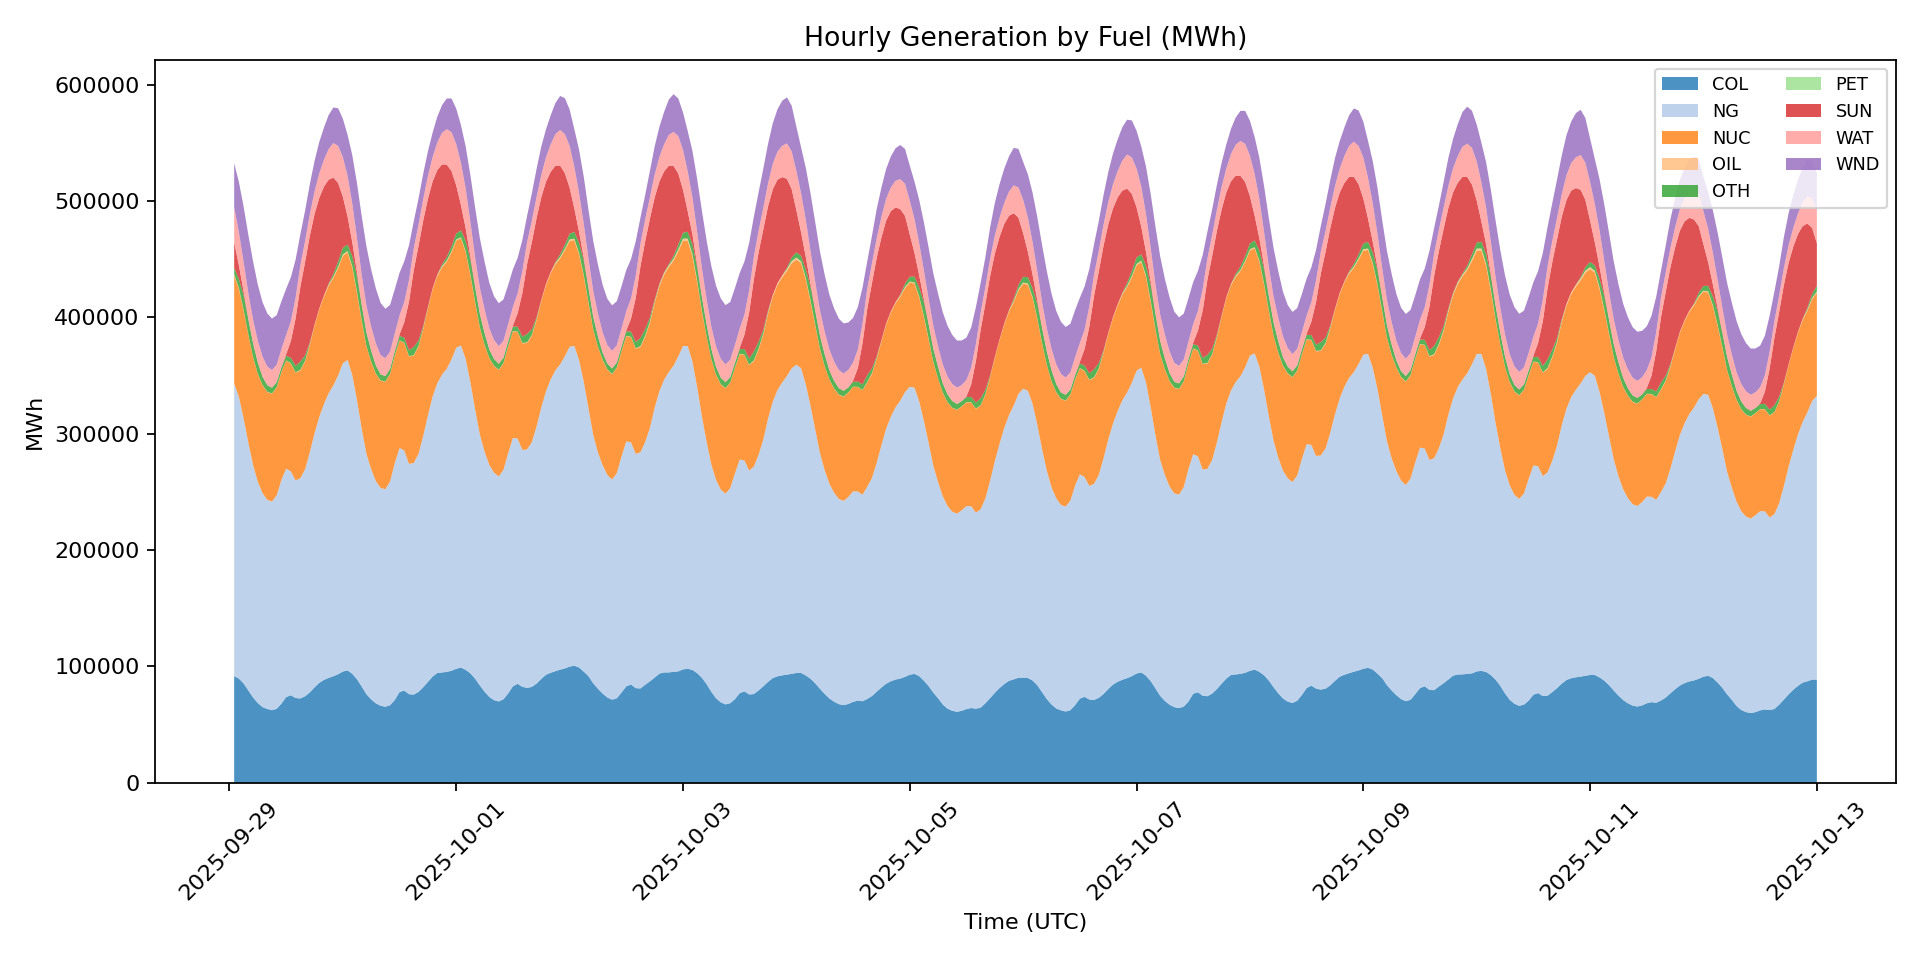 Hourly Generation by Fuel (MWh)
600000
500000
400000
300000
200000
100000
0
MWh
COL
NG
NUC
OIL
OTH
PET
SUN
WAT
WND
2025-09-29
2025-10-01
2025-10-03
2025-10-05
2025-10-07
2025-10-09
2025-10-11
2025-10-13
Time (UTC)